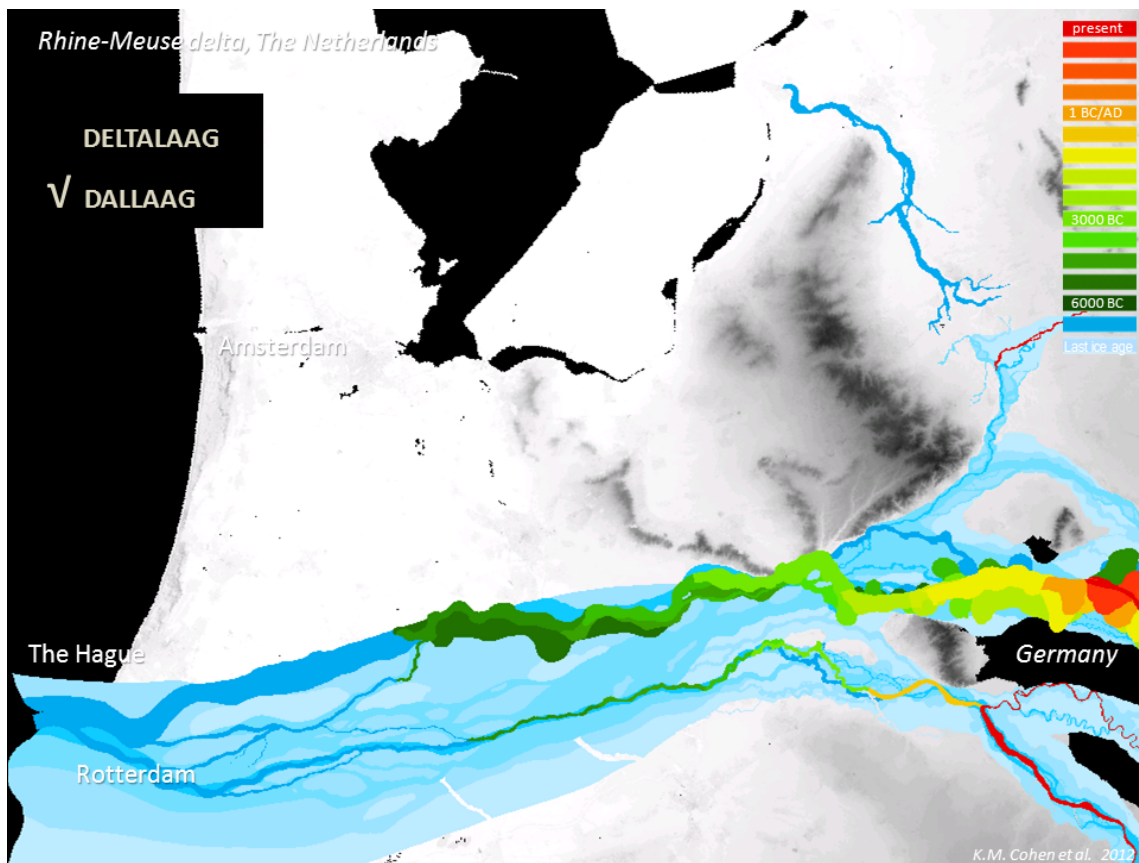 Rhine-Meuse delta, The Netherlands
DELTALAAG
√ DALLAAG
present
1 BC/AD
3000 BC
6000 BC
Last ice age
Amsterdam
The Hague
Germany
Rotterdam
K.M. Cohen et al. 2012